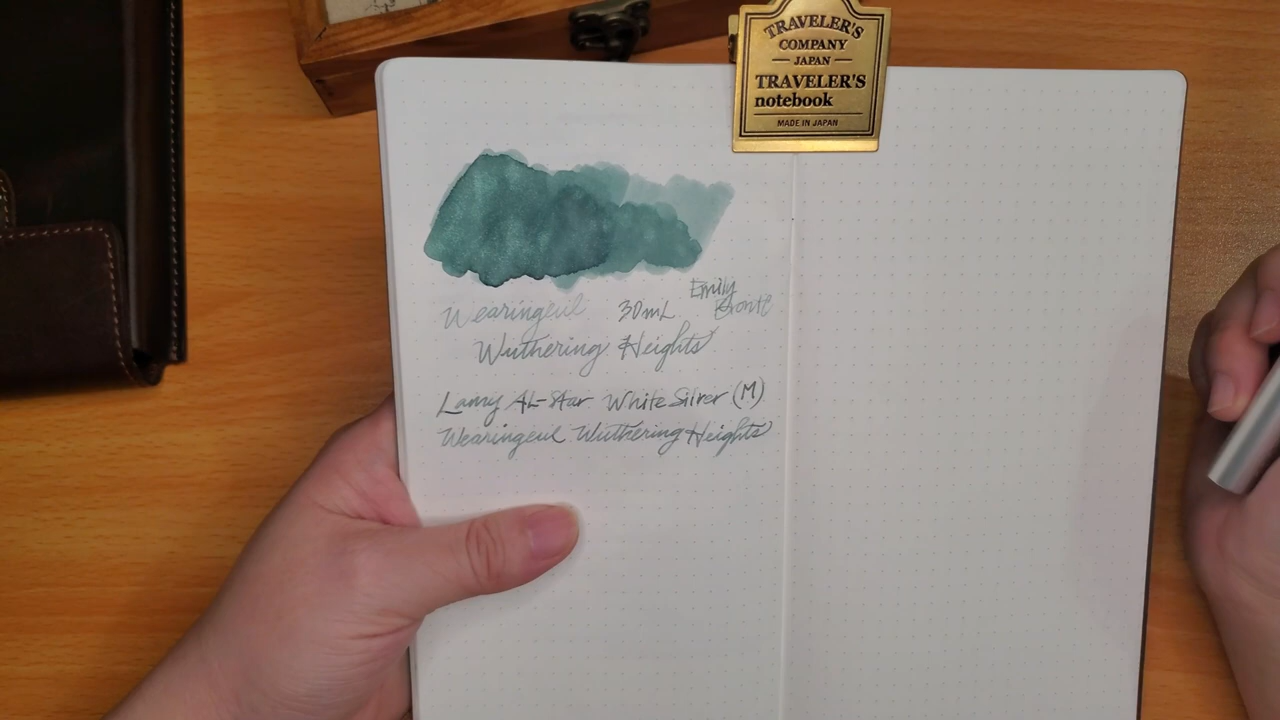 TRAVELER'S
COMPANY
JAPAN
TRAVELER'S
notebook
MADE IN JAPAN
Wearingeul 30mL Emily Bronte
Wuthering Heights
Lamy AL-Star White Silver (M)
Wearingeul Wuthering Heights